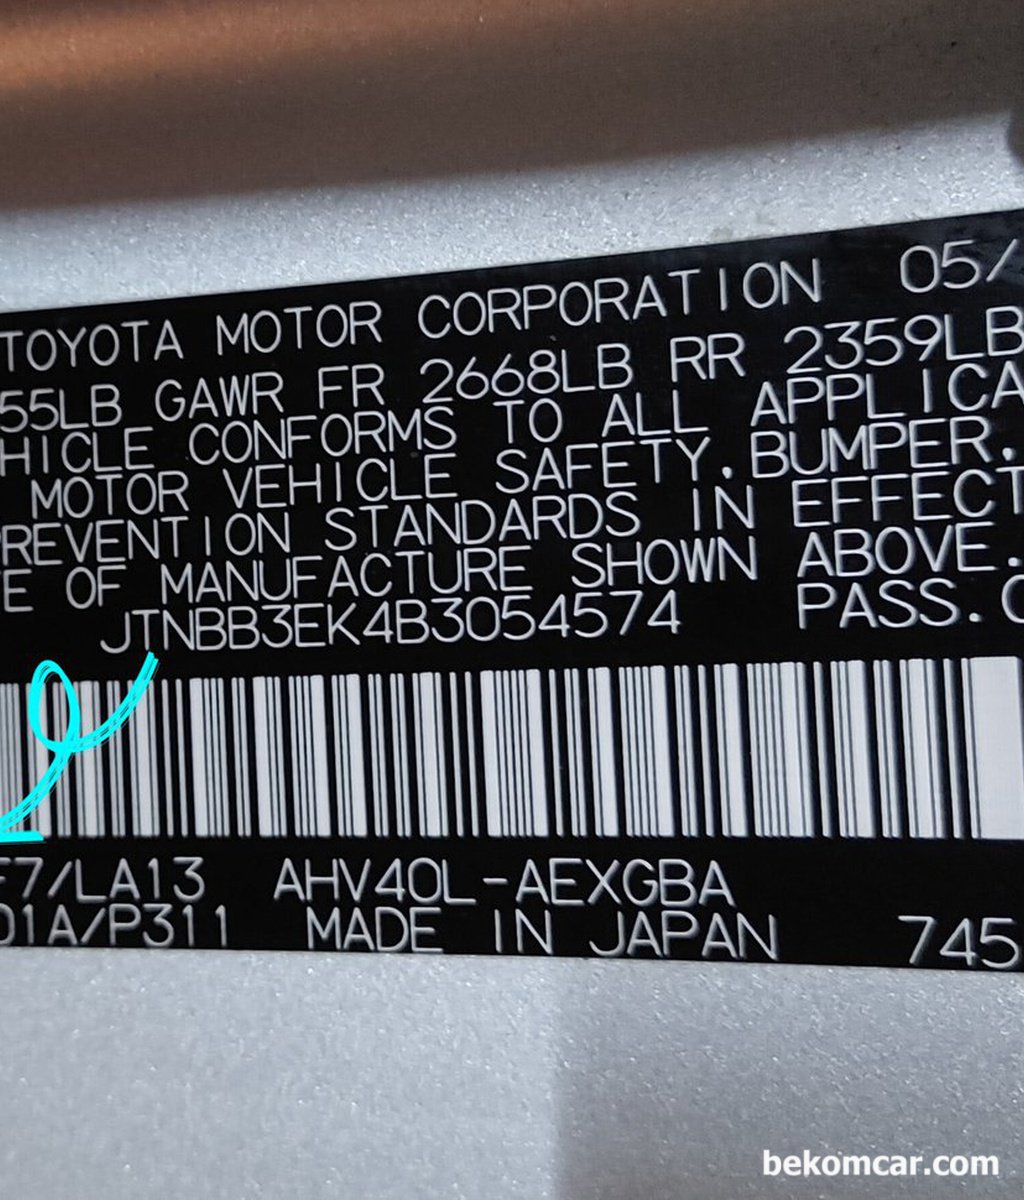 TOYOTA MOTOR CORPORATION 05/
55LB GAWR FR 2668LB RR 2359LB
HICLE CONFORMS TO ALL APPLICA
MOTOR VEHICLE SAFETY.BUMPER.
REVENTION STANDARDS IN EFFECT
E OF MANUFACTURE SHOWN ABOVE.
JTNBB3EK4B3054574 PASS.C
F7/LA13 AHV40L-AEXGBA
01A/P311 MADE IN JAPAN 745
bekomcar.com